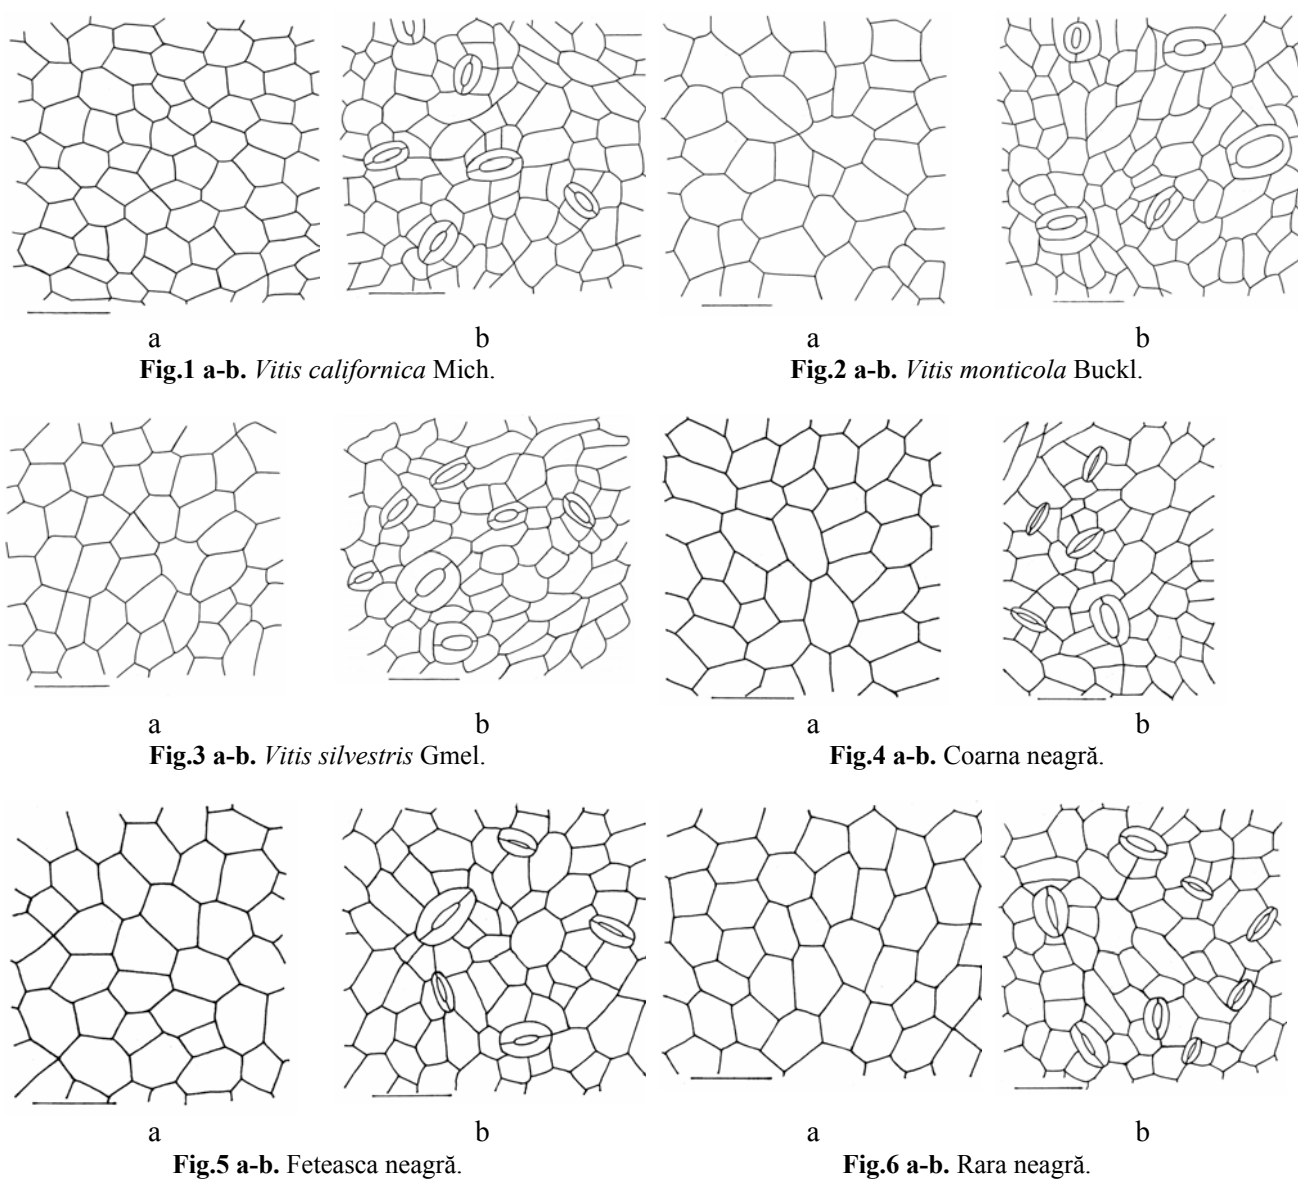 a b a b
Fig.1 a-b. Vitis californica Mich. Fig.2 a-b. Vitis monticola Buckl.
a b a b
Fig.3 a-b. Vitis silvestris Gmel. Fig.4 a-b. Coarna neagră.
a b a b
Fig.5 a-b. Feteasca neagră. Fig.6 a-b. Rara neagră.